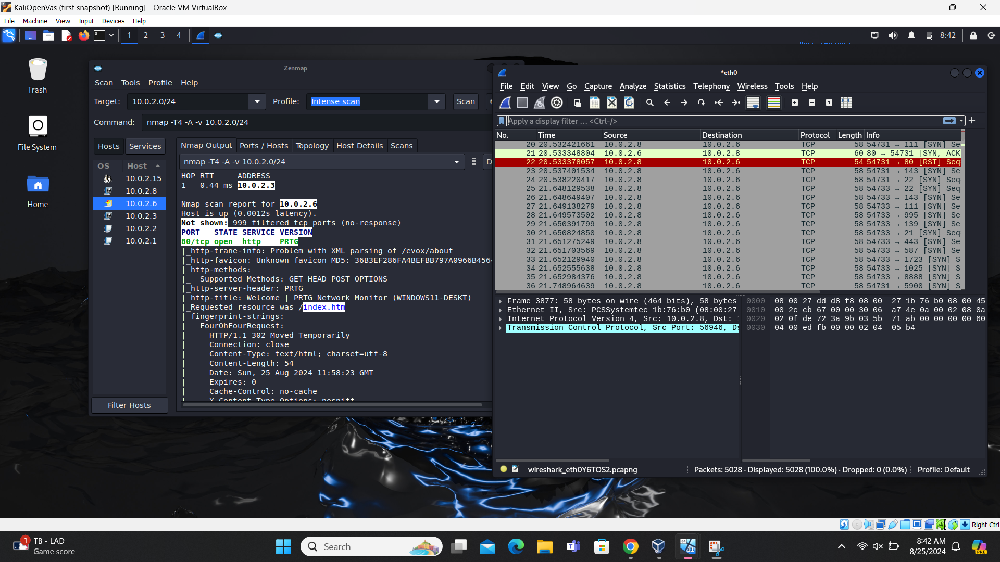 KaliOpenVas (first snapshot) [Running] - Oracle VM VirtualBox
File Machine View Input Devices Help
1 2 3 4 8:42
Trash
File System
Home
Zenmap
Scan Tools Profile Help
Target: 10.0.2.0/24 Profile: Intense scan Scan
Command: nmap -T4 -A -v 10.0.2.0/24
Hosts Services
OS Host
10.0.2.15
10.0.2.8
10.0.2.6
10.0.2.3
10.0.2.2
10.0.2.1
Filter Hosts
Nmap Output Ports / Hosts Topology Host Details Scans
nmap -T4 -A -v 10.0.2.0/24 D
HOP RTT ADDRESS
1 0.44 ms 10.0.2.3
Nmap scan report for 10.0.2.6
Host is up (0.0012s latency).
Not shown: 999 filtered tcp ports (no-response)
PORT STATE SERVICE VERSION
80/tcp open http PRTG
|_http-trane-info: Problem with XML parsing of /evox/about
|_http-favicon: Unknown favicon MD5: 36B3EF286FA4BEFBB797A0966B456
| http-methods:
|_ Supported Methods: GET HEAD POST OPTIONS
|_http-server-header: PRTG
| http-title: Welcome | PRTG Network Monitor (WINDOWS11-DESKT)
|_Requested resource was /index.htm
| fingerprint-strings:
| FourOhFourRequest:
| HTTP/1.1 302 Moved Temporarily
| Connection: close
| Content-Type: text/html; charset=utf-8
| Content-Length: 54
| Date: Sun, 25 Aug 2024 11:58:23 GMT
| Expires: 0
| Cache-Control: no-cache
| X-Content-Type-Options: nosniff
*eth0
File Edit View Go Capture Analyze Statistics Telephony Wireless Tools Help
Apply a display filter ... <Ctrl-/>
No. Time Source Destination Protocol Length Info
20 20.532421661 10.0.2.8 10.0.2.6 TCP 58 54731 → 111 [SYN] Se
21 20.533348804 10.0.2.6 10.0.2.8 TCP 60 80 → 54731 [SYN, ACK
22 20.533378057 10.0.2.8 10.0.2.6 TCP 54 54731 → 80 [RST] Seq
23 20.537401534 10.0.2.8 10.0.2.6 TCP 58 54731 → 143 [SYN] Se
24 20.538220417 10.0.2.8 10.0.2.6 TCP 58 54731 → 22 [SYN] Seq
25 21.648129538 10.0.2.8 10.0.2.6 TCP 58 54733 → 22 [SYN] Seq
26 21.648649407 10.0.2.8 10.0.2.6 TCP 58 54733 → 143 [SYN] Se
27 21.649138279 10.0.2.8 10.0.2.6 TCP 58 54733 → 111 [SYN] Se
28 21.649573502 10.0.2.8 10.0.2.6 TCP 58 54733 → 995 [SYN] Se
29 21.650391799 10.0.2.8 10.0.2.6 TCP 58 54733 → 139 [SYN] Se
30 21.650824850 10.0.2.8 10.0.2.6 TCP 58 54733 → 21 [SYN] Seq
31 21.651275249 10.0.2.8 10.0.2.6 TCP 58 54733 → 443 [SYN] Se
32 21.651703569 10.0.2.8 10.0.2.6 TCP 58 54733 → 587 [SYN] Se
33 21.652129940 10.0.2.8 10.0.2.6 TCP 58 54733 → 1723 [SYN] S
34 21.652555638 10.0.2.8 10.0.2.6 TCP 58 54733 → 1025 [SYN] S
35 21.652984376 10.0.2.8 10.0.2.6 TCP 58 54733 → 8888 [SYN] S
36 21.748964639 10.0.2.8 10.0.2.6 TCP 58 54731 → 5900 [SYN] S
Frame 3877: 58 bytes on wire (464 bits), 58 bytes
Ethernet II, Src: PCSSystemtec_1b:76:b0 (08:00:27
Internet Protocol Version 4, Src: 10.0.2.8, Dst:
Transmission Control Protocol, Src Port: 56946, Ds
0000 08 00 27 dd d8 f8 08 00 27 1b 76 b0 08 00 45
0010 00 2c cb 67 00 00 30 06 a7 4e 0a 00 02 08 0a
0020 02 0f de 72 3a 9b 03 5b 71 ab 00 00 00 00 60
0030 04 00 ed fb 00 00 02 04 05 b4
wireshark_eth0Y6TOS2.pcapng Packets: 5028 · Displayed: 5028 (100.0%) · Dropped: 0 (0.0%) Profile: Default
Right Ctrl
1
TB - LAD
Game score
Search
64
11
8:42 AM
8/25/2024
PRE